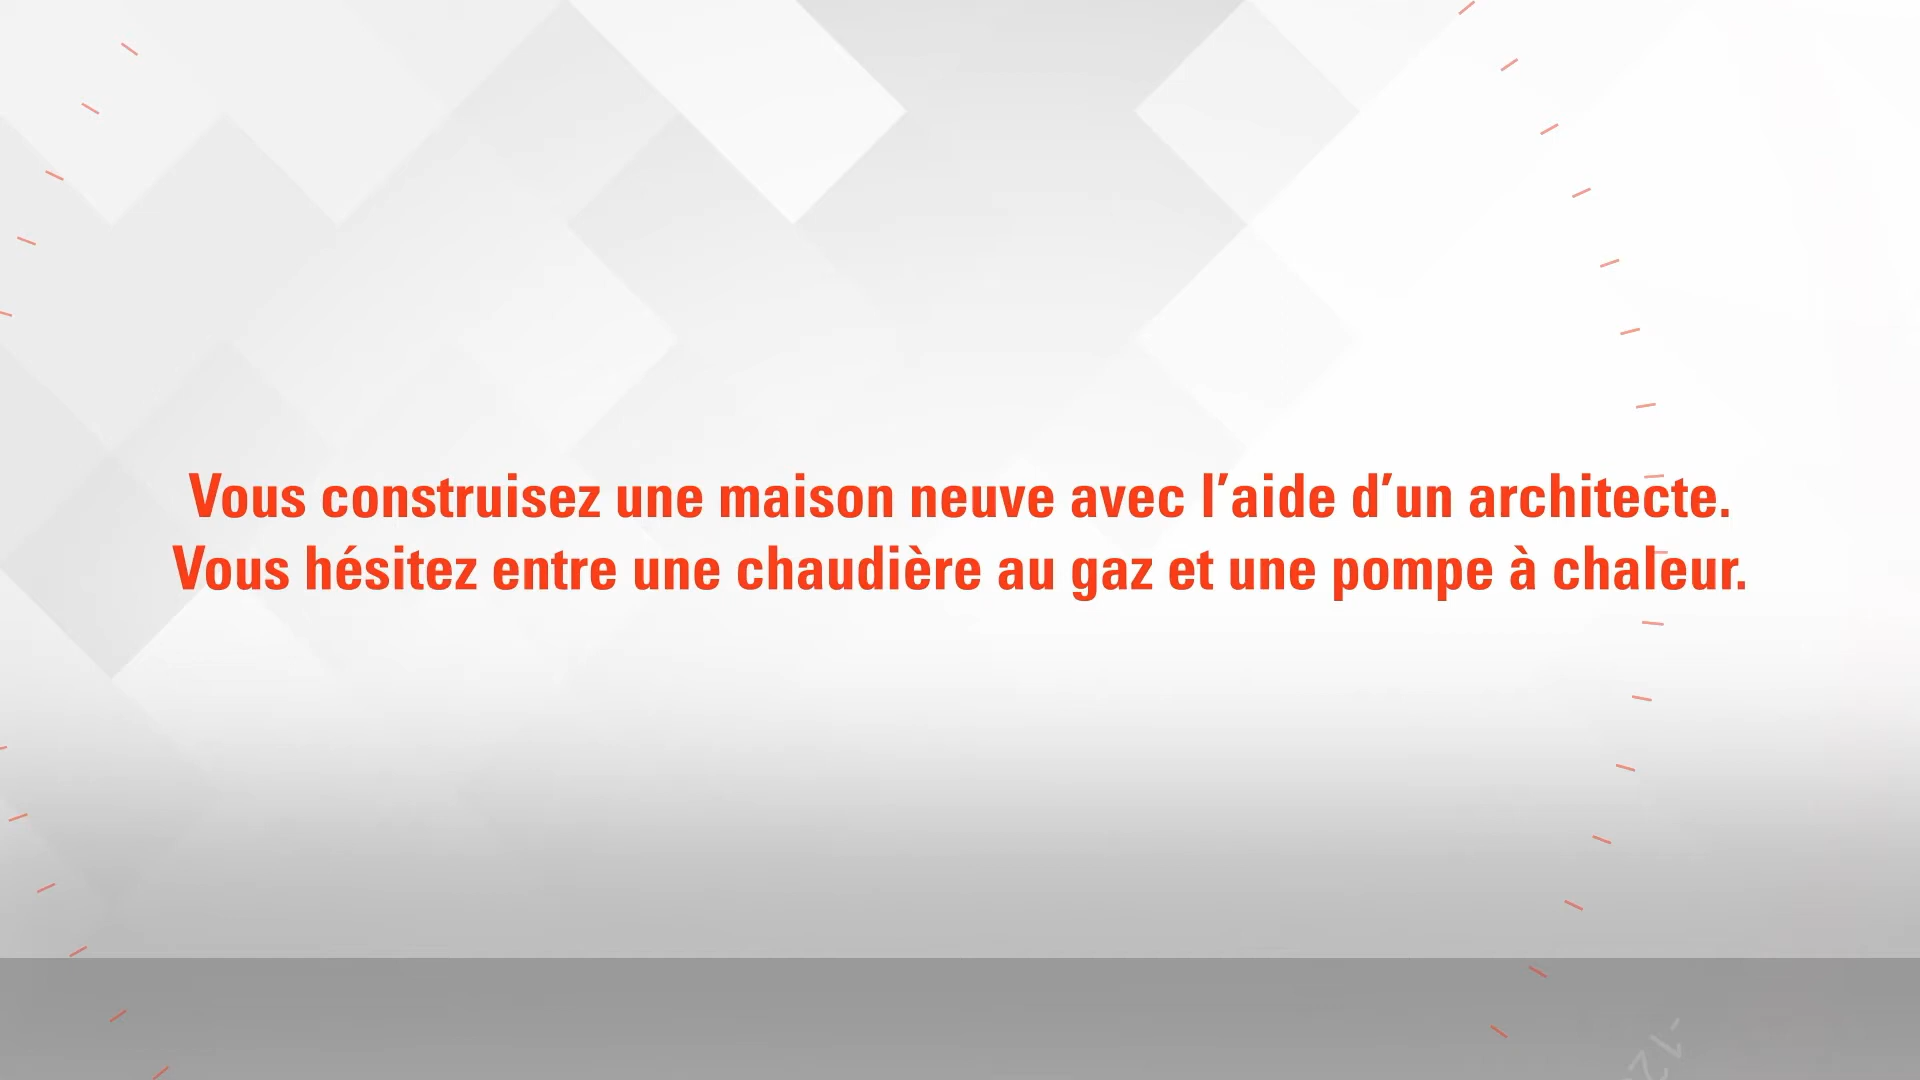 Vous construisez une maison neuve avec l’aide d’un architecte.
Vous hésitez entre une chaudière au gaz et une pompe à chaleur.